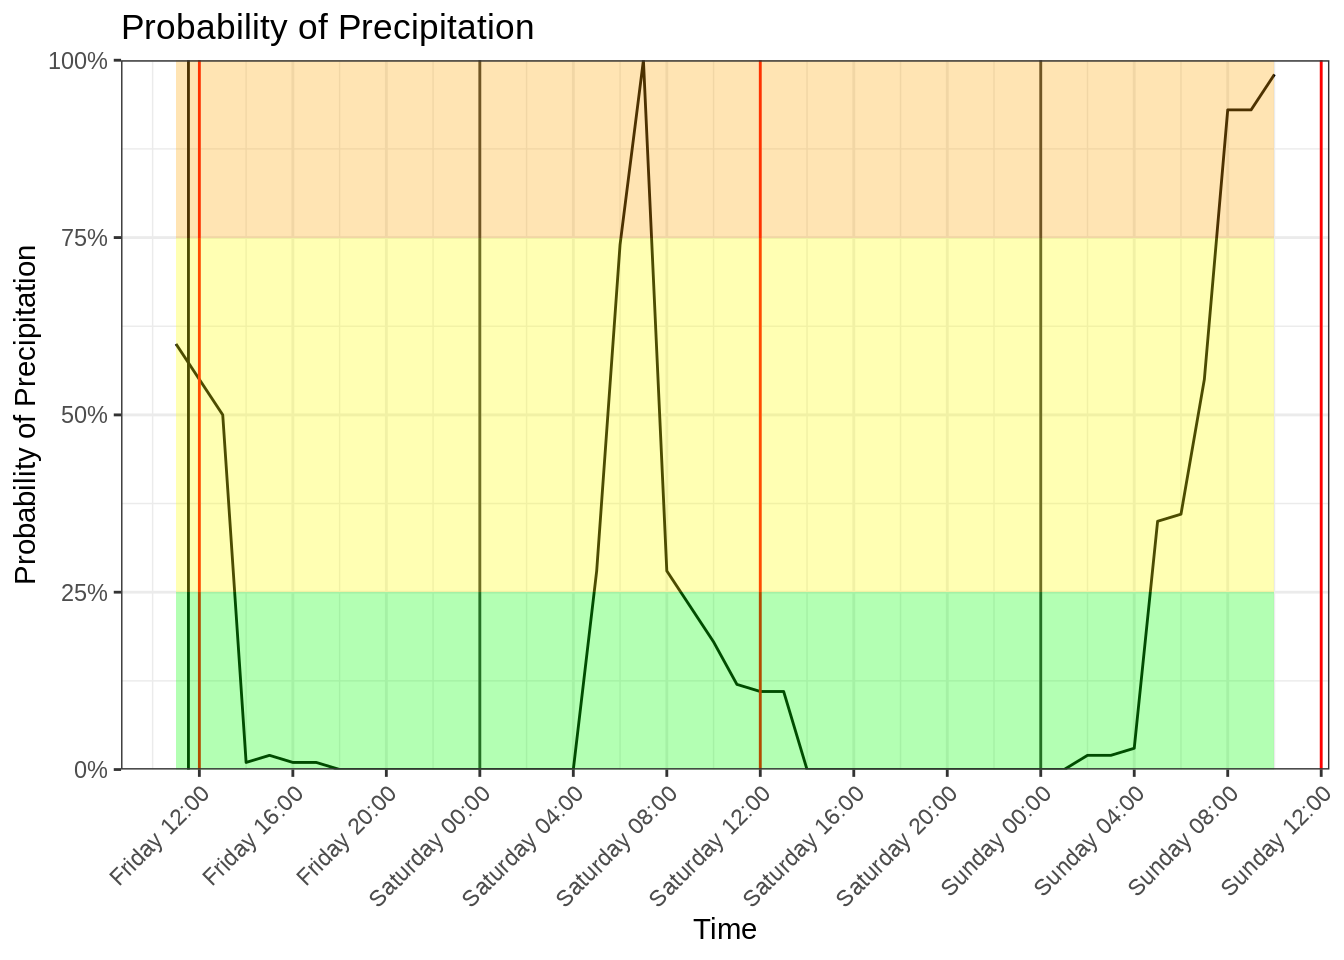 Probability of Precipitation
Probability of Precipitation
100%
75%
50%
25%
0%
Friday 12:00
Friday 16:00
Friday 20:00
Saturday 00:00
Saturday 04:00
Saturday 08:00
Saturday 12:00
Saturday 16:00
Saturday 20:00
Sunday 00:00
Sunday 04:00
Sunday 08:00
Sunday 12:00
Time